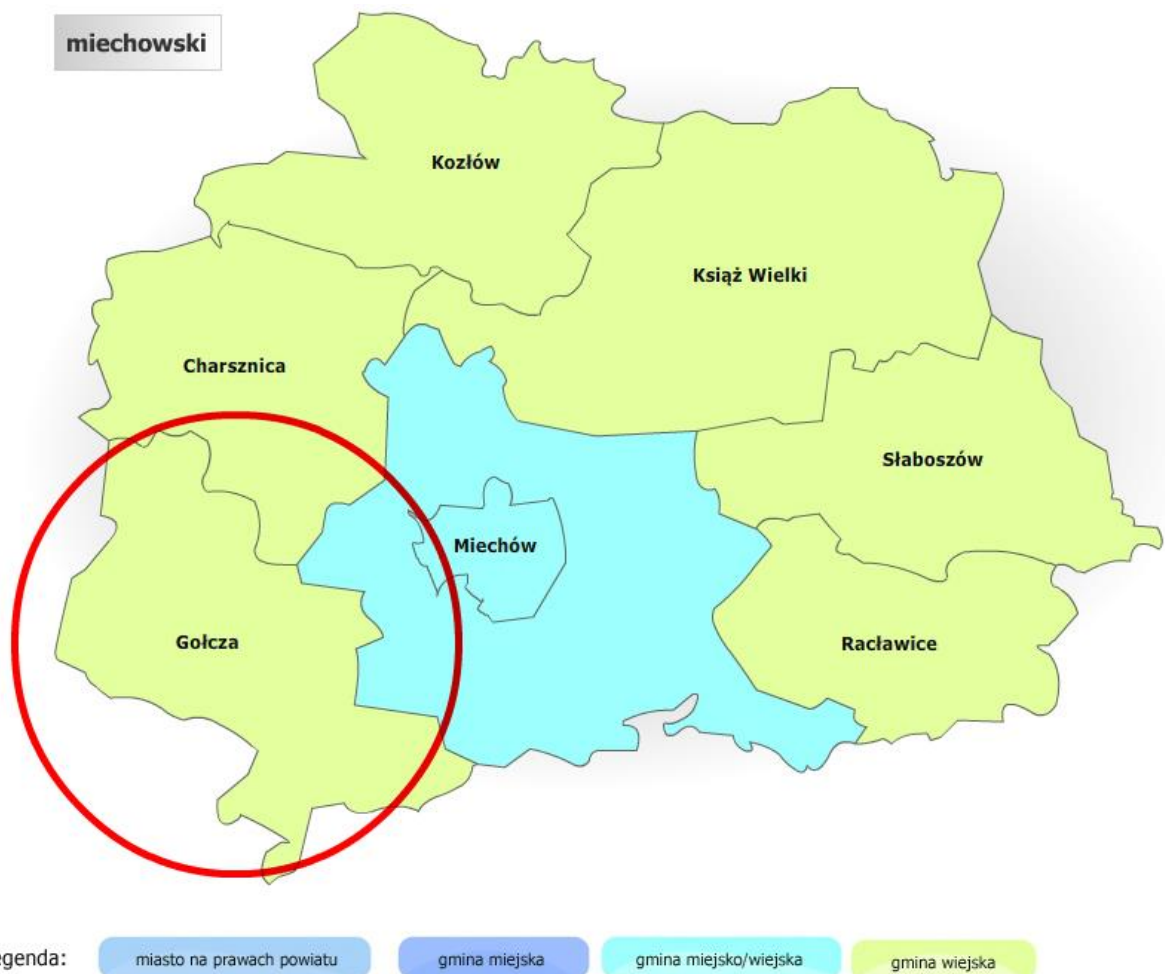 miechowski
Kozłów
Książ Wielki
Charsznica
Słaboszów
Miechów
Gołcza
Racławice
egenda: miasto na prawach powiatu gmina miejska gmina miejsko/wiejska gmina wiejska